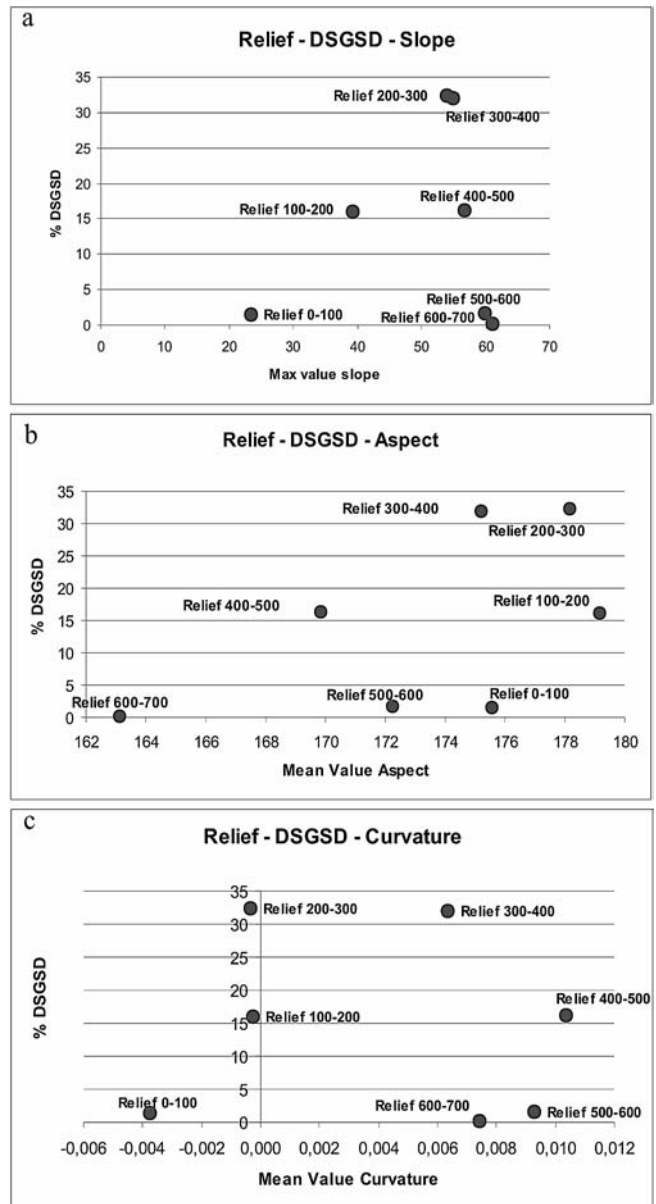 a
Relief - DSGSD - Slope
% DSGSD
35
30
25
20
15
10
5
0
Relief 200-300
Relief 300-400
Relief 100-200
Relief 400-500
Relief 0-100
Relief 500-600
Relief 600-700
0 10 20 30 40 50 60 70
Max value slope
b
Relief - DSGSD - Aspect
% DSGSD
35
30
25
20
15
10
5
0
Relief 300-400
Relief 200-300
Relief 400-500
Relief 100-200
Relief 600-700
Relief 500-600
Relief 0-100
162 164 166 168 170 172 174 176 178 180
Mean Value Aspect
c
Relief - DSGSD - Curvature
% DSGSD
35
30
25
20
15
10
5
0
Relief 200-300
Relief 300-400
Relief 100-200
Relief 400-500
Relief 0-100
Relief 600-700
Relief 500-600
-0,006 -0,004 -0,002 0,000 0,002 0,004 0,006 0,008 0,010 0,012
Mean Value Curvature